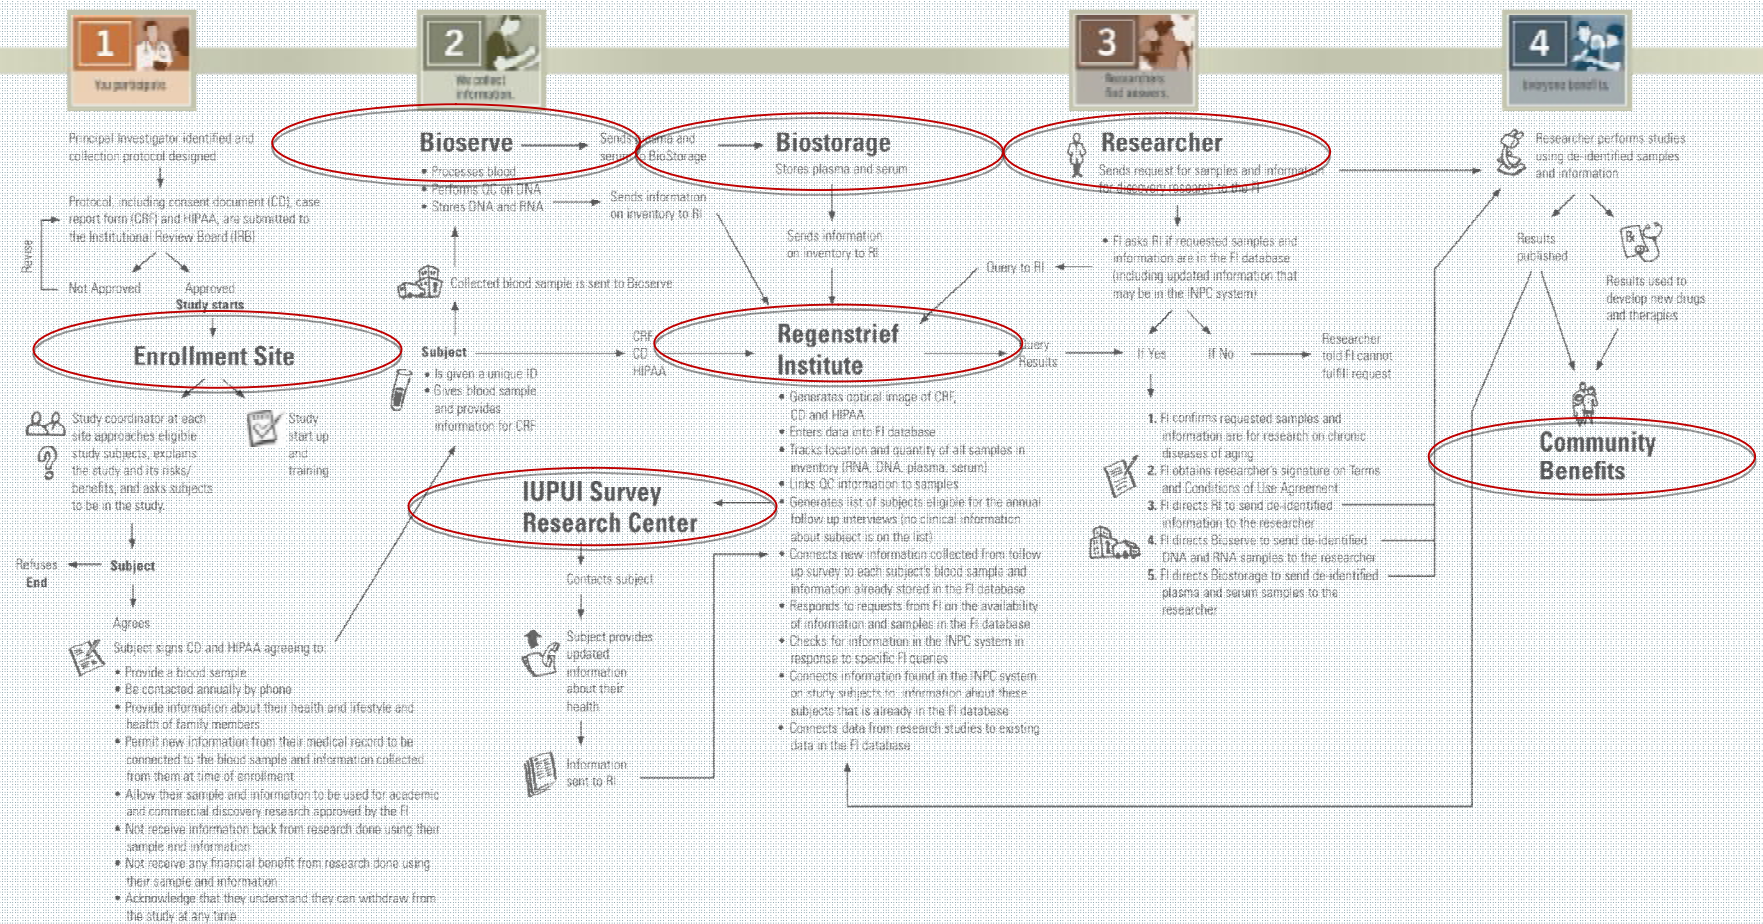 1
You participate.
2
We collect
information.
3
Researchers
find answers.
4
Everyone benefits.
Principal Investigator identified and
collection protocol designed
Protocol, including consent document (CD), case
report form (CRF) and HIPAA, are submitted to
the Institutional Review Board (IRB)
Revise
Not Approved
Approved
Study starts
Enrollment Site
Study coordinator at each
site approaches eligible
study subjects, explains
the study and its risks/
benefits, and asks subjects
to be in the study.
Study
start up
and
training
Refuses
End
Subject
Agrees
Subject signs CD and HIPAA agreeing to:
• Provide a blood sample
• Be contacted annually by phone
• Provide information about their health and lifestyle and
health of family members
• Permit new information from their medical record to be
connected to the blood sample and information collected
from them at time of enrollment
• Allow their sample and information to be used for academic
and commercial discovery research approved by the FI
• Not receive information back from research done using their
sample and information
• Not receive any financial benefit from research done using
their sample and information
• Acknowledge that they understand they can withdraw from
the study at any time
Bioserve
• Processes blood
• Performs QC on DNA
• Stores DNA and RNA
Sends plasma and
serum to BioStorage
Sends information
on inventory to RI
Collected blood sample is sent to Bioserve
Subject
• Is given a unique ID
• Gives blood sample
and provides
information for CRF
CRF
CD
HIPAA
IUPUI Survey
Research Center
Contacts subject
Subject provides
updated
information
about their
health
Information
sent to RI
Biostorage
Stores plasma and serum
Sends information
on inventory to RI
Regenstrief
Institute
• Generates optical image of CRF,
CD and HIPAA
• Enters data into FI database
• Tracks location and quantity of all samples in
inventory (RNA, DNA, plasma, serum)
• Links QC information to samples
• Generates list of subjects eligible for the annual
follow up interviews (no clinical information
about subject is on the list)
• Connects new information collected from follow
up survey to each subject's blood sample and
information already stored in the FI database
• Responds to requests from FI on the availability
of information and samples in the FI database
• Checks for information in the INPC system in
response to specific FI queries
• Connects information found in the INPC system
on study subjects to information about these
subjects that is already in the FI database
• Connects data from research studies to existing
data in the FI database
Researcher
Sends request for samples and information
for discovery research to the FI
• FI asks RI if requested samples and
information are in the FI database
(including updated information that
may be in the INPC system)
Query to RI
Query
Results
If Yes
If No
Researcher
told FI cannot
fulfill request
1. FI confirms requested samples and
information are for research on chronic
diseases of aging
2. FI obtains researcher's signature on Terms
and Conditions of Use Agreement
3. FI directs RI to send de-identified
information to the researcher
4. FI directs Bioserve to send de-identified
DNA and RNA samples to the researcher
5. FI directs Biostorage to send de-identified
plasma and serum samples to the
researcher
Researcher performs studies
using de-identified samples
and information
Results
published
Rx
Results used to
develop new drugs
and therapies
Community
Benefits